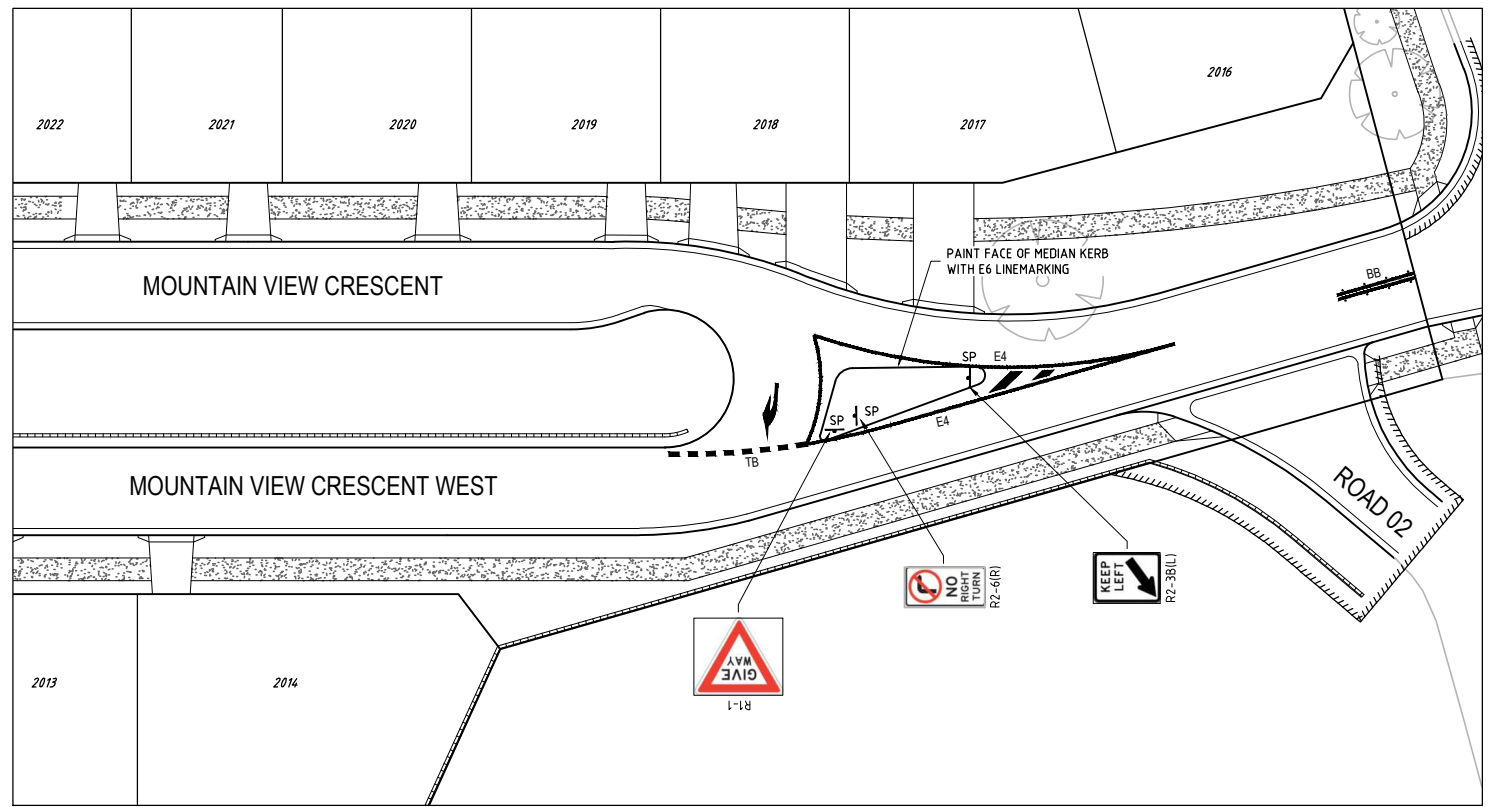 2016
2022
2021
2020
2019
2018
2017
PAINT FACE OF MEDIAN KERB
WITH E6 LINEMARKING
BB
MOUNTAIN VIEW CRESCENT
SP
E4
SP
SP
E4
TB
MOUNTAIN VIEW CRESCENT WEST
ROAD 02
KEEP
LEFT
R2-3B(L)
NO
RIGHT
TURN
R2-6(R)
GIVE
WAY
R1-1
2013
2014